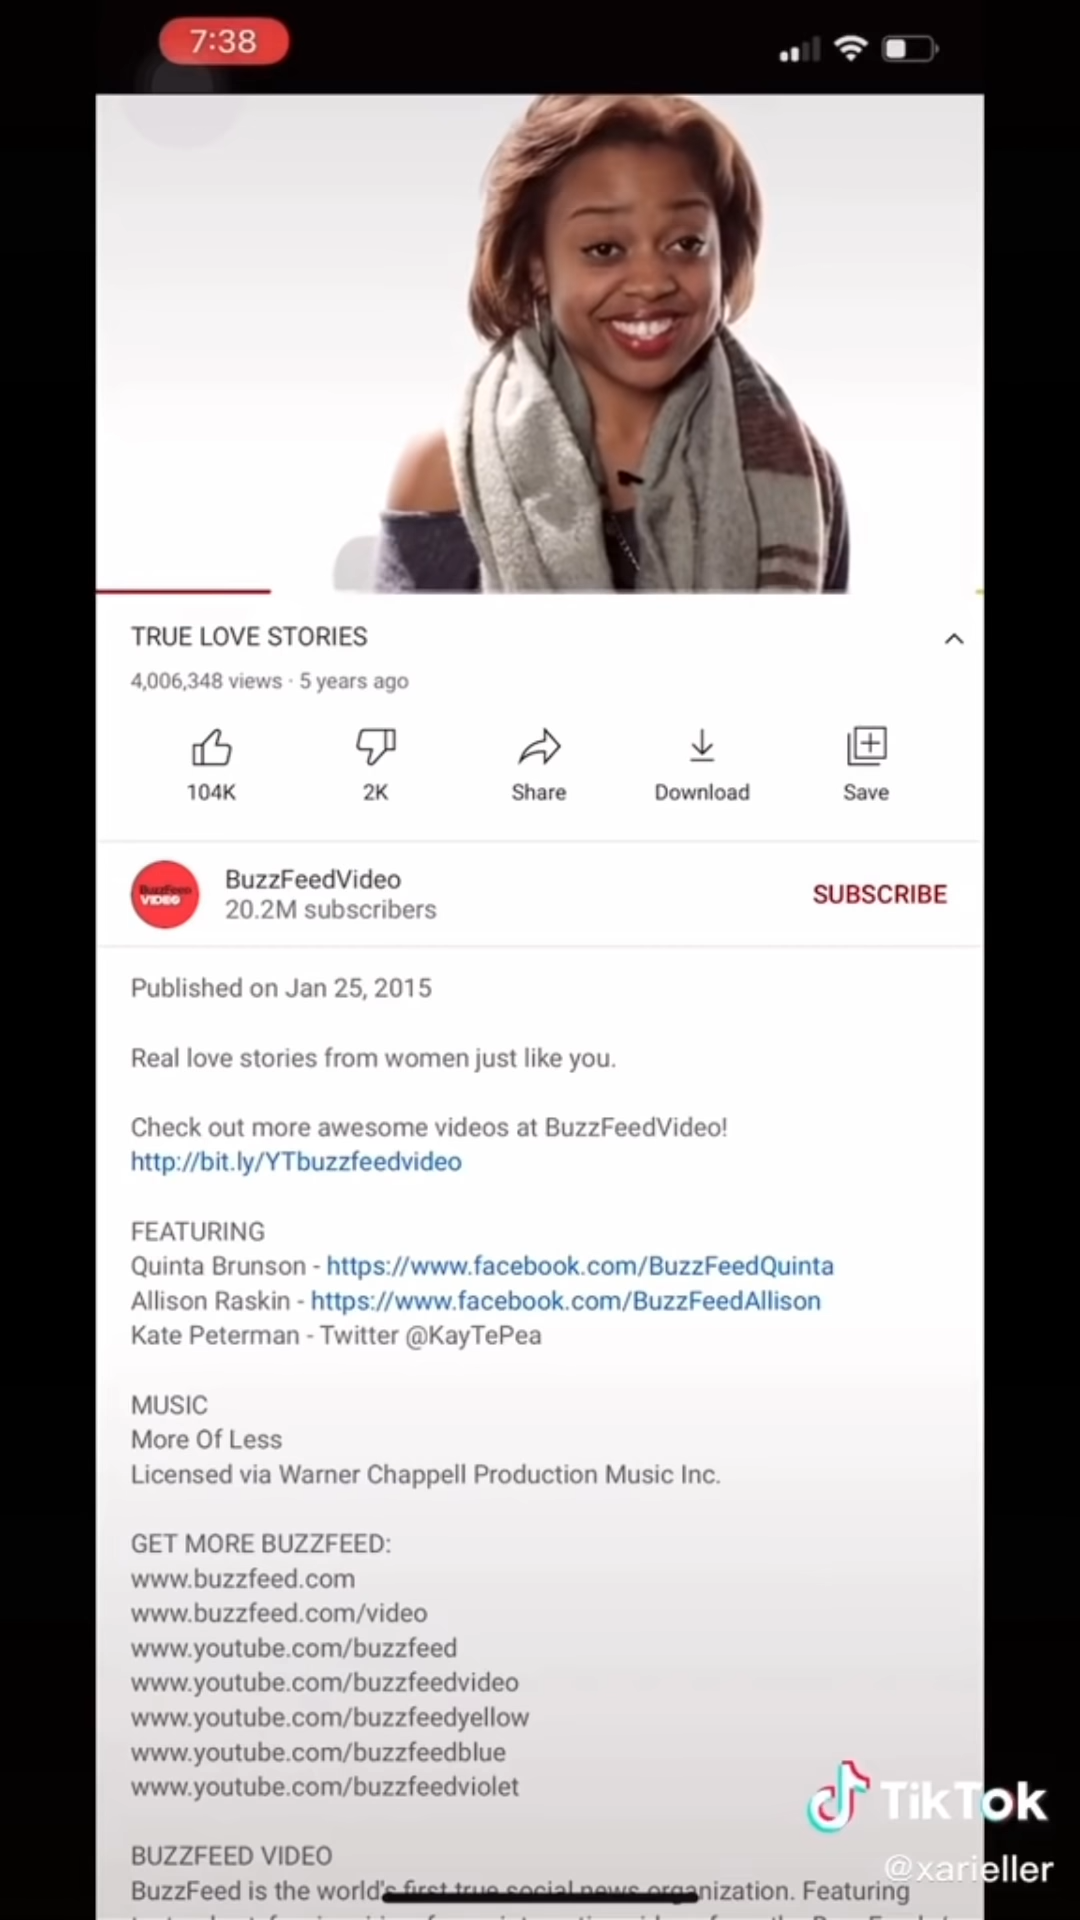 7:38
TRUE LOVE STORIES
4,006,348 views · 5 years ago
104K
2K
Share
Download
Save
BuzzFeed
VIDEO
BuzzFeedVideo
20.2M subscribers
SUBSCRIBE
Published on Jan 25, 2015
Real love stories from women just like you.
Check out more awesome videos at BuzzFeedVideo!
http://bit.ly/YTbuzzfeedvideo
FEATURING
Quinta Brunson - https://www.facebook.com/BuzzFeedQuinta
Allison Raskin - https://www.facebook.com/BuzzFeedAllison
Kate Peterman - Twitter @KayTePea
MUSIC
More Of Less
Licensed via Warner Chappell Production Music Inc.
GET MORE BUZZFEED:
www.buzzfeed.com
www.buzzfeed.com/video
www.youtube.com/buzzfeed
www.youtube.com/buzzfeedvideo
www.youtube.com/buzzfeedyellow
www.youtube.com/buzzfeedblue
www.youtube.com/buzzfeedviolet
TikTok
@xarieller
BUZZFEED VIDEO
BuzzFeed is the world's first true social news organization. Featuring